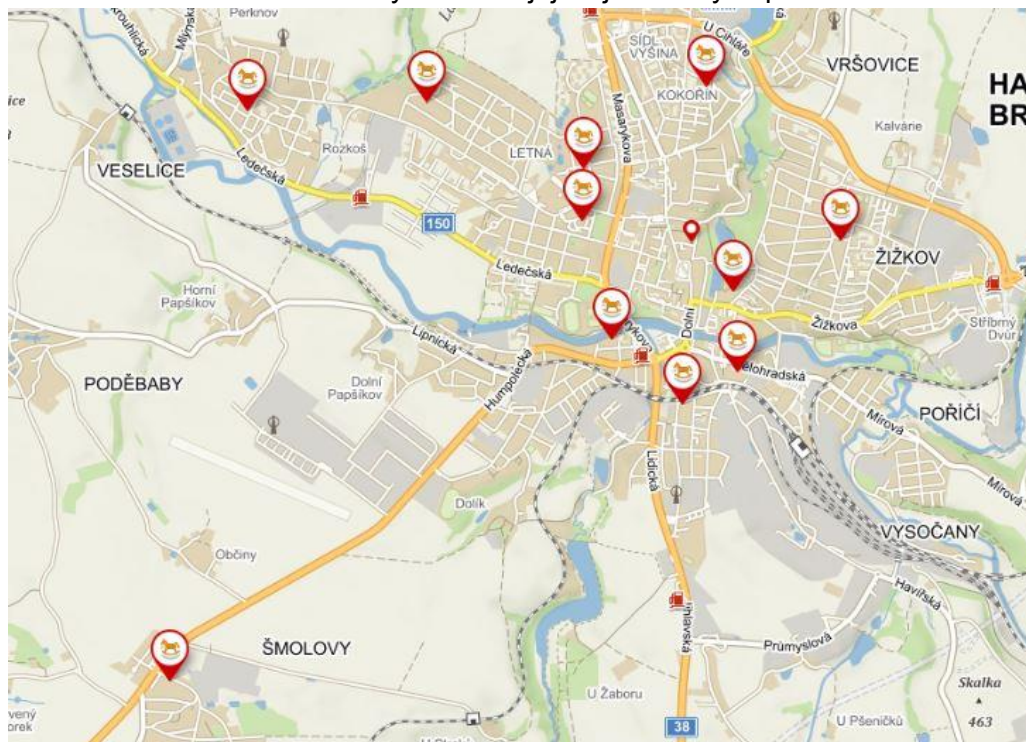 Perknov
Krouhlická
Mlýnská
U Cihláře
SÍDL.
VÝŠINA
VRŠOVICE
KOKOŘÍN
HA
BR
Masarykova
Kalvárie
Rozkoš
LETNÁ
Ledečská
VESELICE
150
ŽIŽKOV
Ledečská
Horní
Papšíkov
Dolní
Žižkova
Stříbrný
Dvůr
Lipnická
PODĚBABY
Dolní
Papšíkov
Humpolecká
POŘÍČÍ
Mírová
Lidická
Mírová
Dolík
VYSOČANY
Občiny
Havířská
ŠMOLOVY
Průmyslová
U Žaboru
Skalka
463
38
U Pšeničků